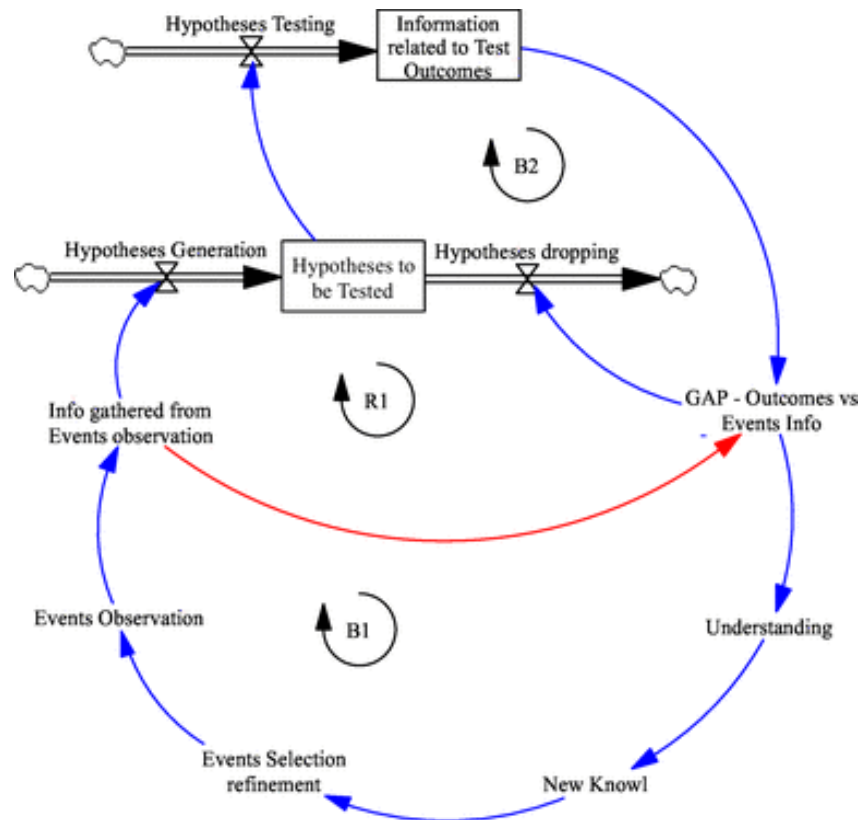 Hypotheses Testing
Information
related to Test
Outcomes
B2
Hypotheses Generation
Hypotheses to
be Tested
Hypotheses dropping
R1
Info gathered from
Events observation
GAP - Outcomes vs
Events Info
-
Events Observation
B1
Understanding
Events Selection
refinement
New Knowl